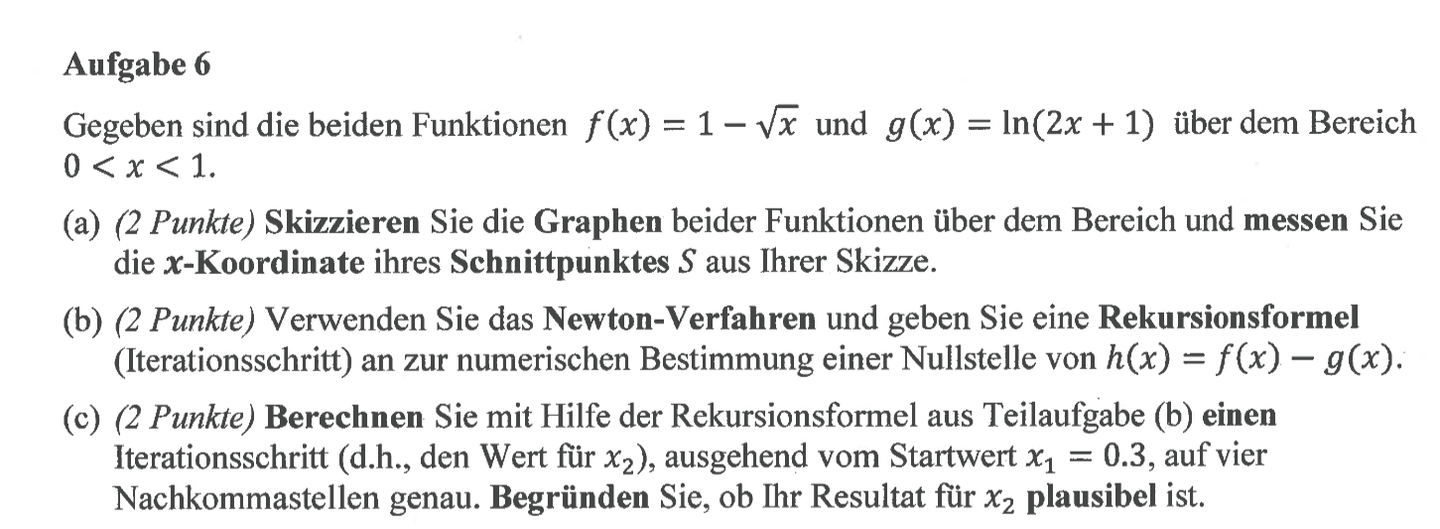 Aufgabe 6
Gegeben sind die beiden Funktionen f(x) = 1 − √x und g(x) = ln(2x + 1) über dem Bereich
0 < x < 1.
(a) (2 Punkte) Skizzieren Sie die Graphen beider Funktionen über dem Bereich und messen Sie
die x-Koordinate ihres Schnittpunktes S aus Ihrer Skizze.
(b) (2 Punkte) Verwenden Sie das Newton-Verfahren und geben Sie eine Rekursionsformel
(Iterationsschritt) an zur numerischen Bestimmung einer Nullstelle von h(x) = f(x) − g(x).
(c) (2 Punkte) Berechnen Sie mit Hilfe der Rekursionsformel aus Teilaufgabe (b) einen
Iterationsschritt (d.h., den Wert für x₂), ausgehend vom Startwert x₁ = 0.3, auf vier
Nachkommastellen genau. Begründen Sie, ob Ihr Resultat für x₂ plausibel ist.